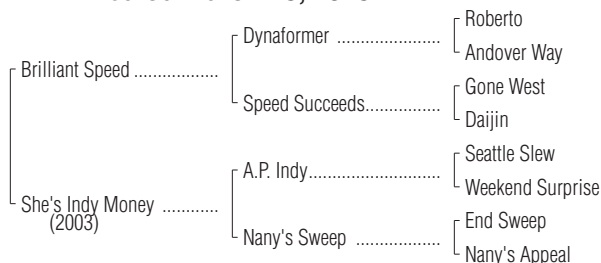 Roberto
Dynaformer ..................
Andover Way
Brilliant Speed ................
Gone West
Speed Succeeds.................
Daijin
Seattle Slew
A.P. Indy.......................
Weekend Surprise
She's Indy Money ...........
(2003)
End Sweep
Nany's Sweep .................
Nany's Appeal